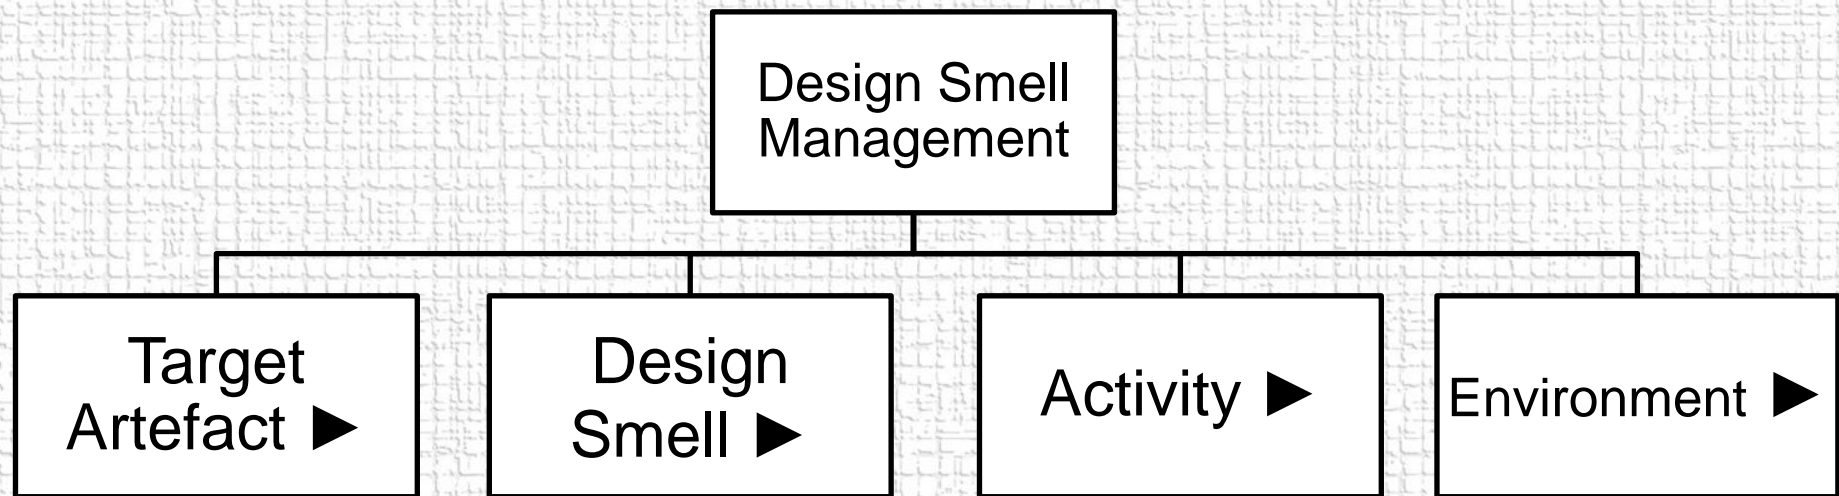 Design Smell
Management
Target
Artefact ►
Design
Smell ►
Activity ►
Environment ►